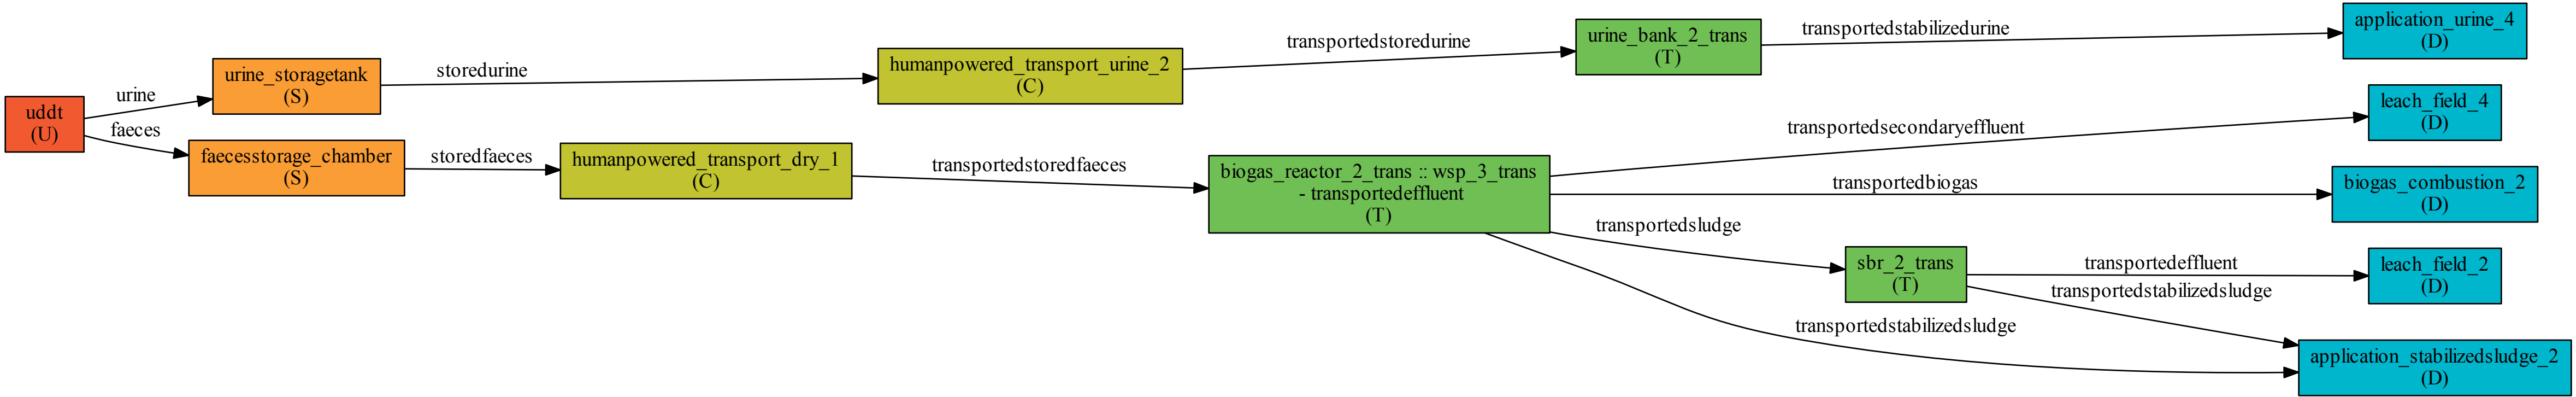 uddt
(U)
urine
faeces
urine_storagetank
(S)
faecesstorage_chamber
(S)
storedurine
storedfaeces
humanpowered_transport_urine_2
(C)
humanpowered_transport_dry_1
(C)
transportedstoredurine
transportedstoredfaeces
urine_bank_2_trans
(T)
biogas_reactor_2_trans :: wsp_3_trans
- transportedeffluent
(T)
transportedstabilizedurine
transportedsecondaryeffluent
transportedbiogas
transportedsludge
sbr_2_trans
(T)
transportedeffluent
transportedstabilizedsludge
transportedstabilizedsludge
application_urine_4
(D)
leach_field_4
(D)
biogas_combustion_2
(D)
leach_field_2
(D)
application_stabilizedsludge_2
(D)